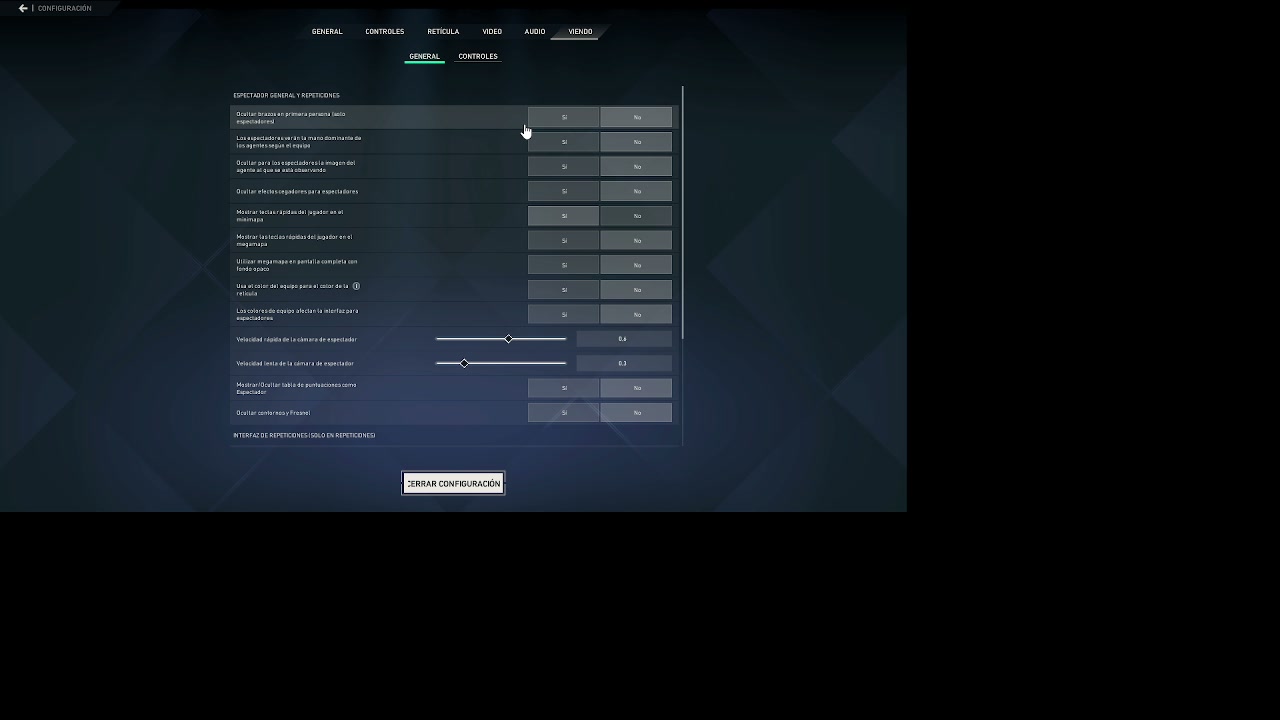 CONFIGURACIÓN
GENERAL CONTROLES RETÍCULA VIDEO AUDIO VIENDO
GENERAL CONTROLES
ESPECTADOR GENERAL Y REPETICIONES
Ocultar brazos en primera persona (solo
espectadores)
Sí No
Los espectadores verán la mano dominante de
los agentes según el equipo
Sí No
Ocultar para los espectadores la imagen del
agente al que se está observando
Sí No
Ocultar efectos cegadores para espectadores
Sí No
Mostrar teclas rápidas del jugador en el
minimapa
Sí No
Mostrar las teclas rápidas del jugador en el
megamapa
Sí No
Utilizar megamapa en pantalla completa con
fondo opaco
Sí No
Usa el color del equipo para el color de la
retícula
Sí No
Los colores de equipo afectan la interfaz para
espectadores
Sí No
Velocidad rápida de la cámara de espectador
0.6
Velocidad lenta de la cámara de espectador
0.3
Mostrar/Ocultar tabla de puntuaciones como
Espectador
Sí No
Ocultar contornos y Fresnel
Sí No
INTERFAZ DE REPETICIONES (SOLO EN REPETICIONES)
CERRAR CONFIGURACIÓN